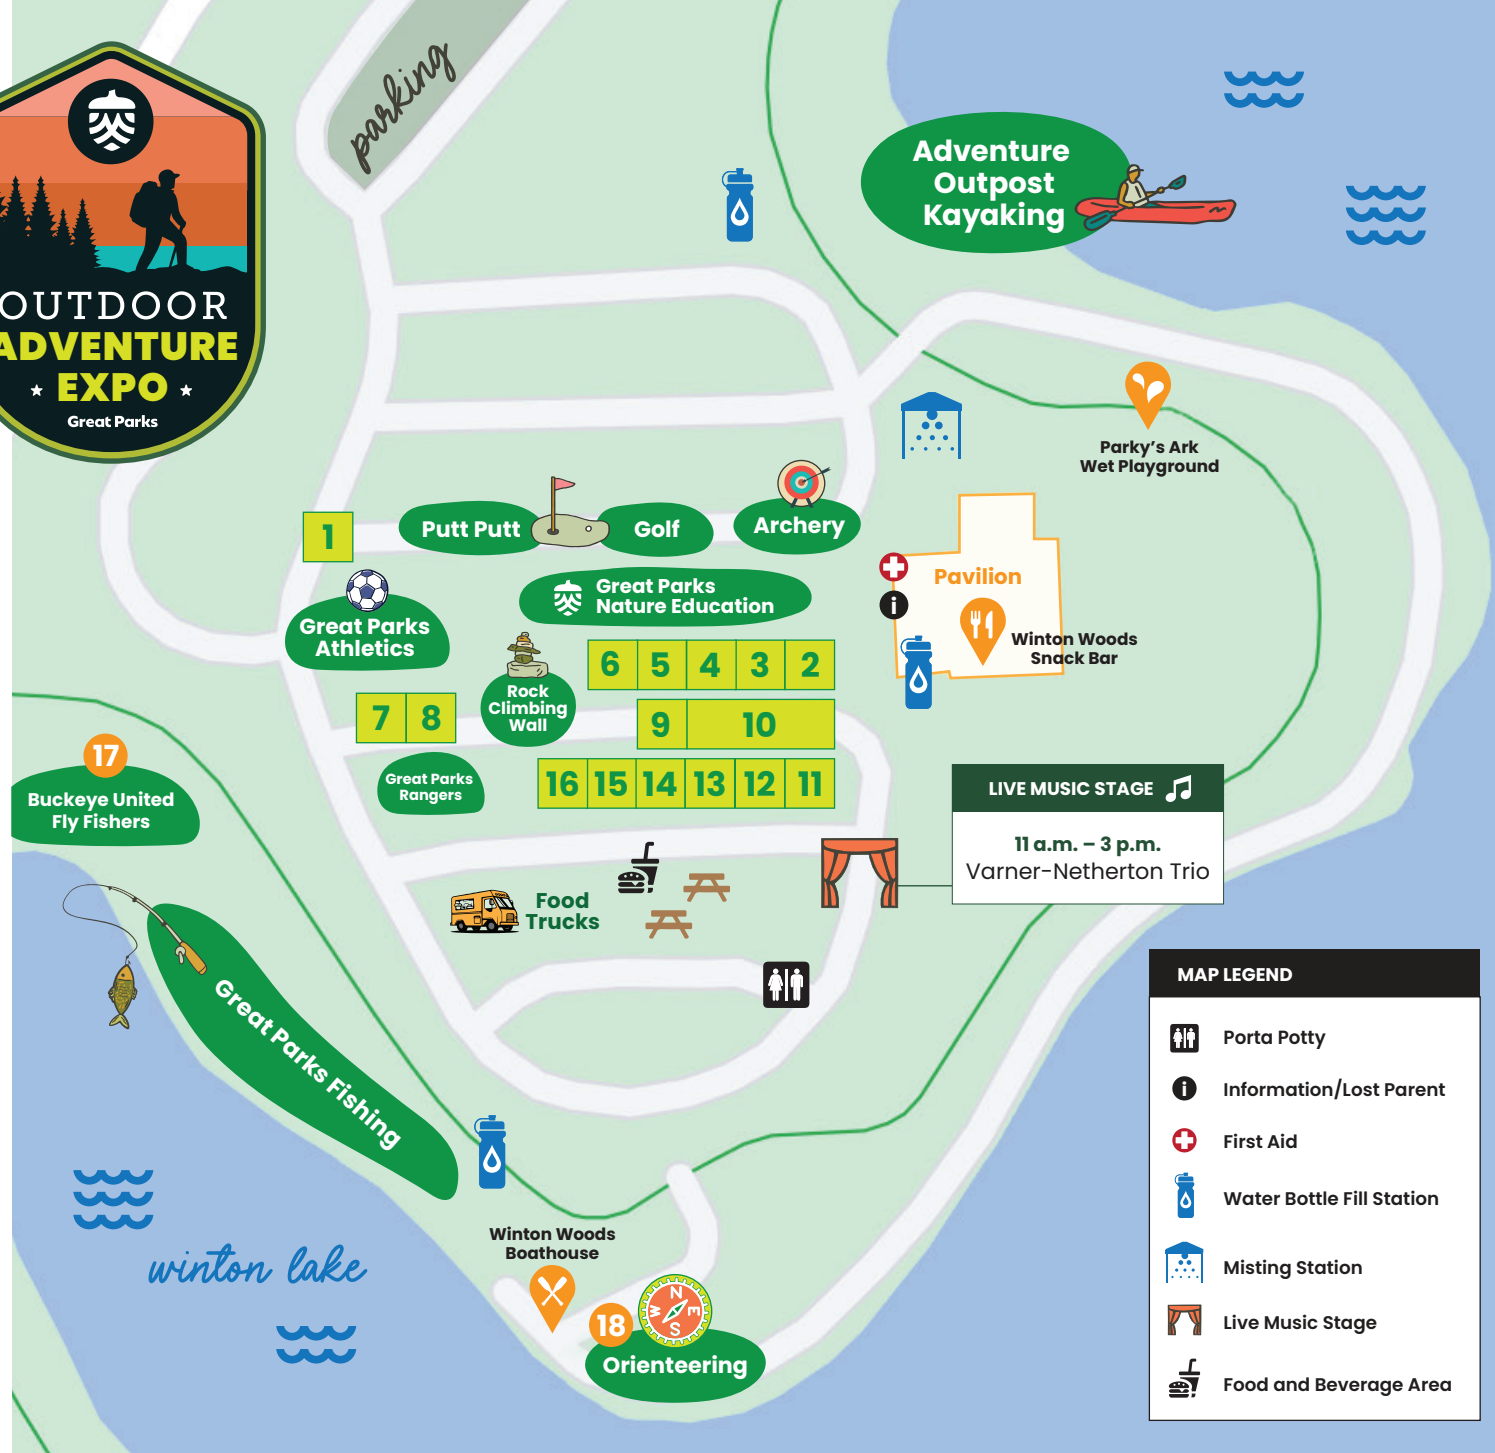 parking
OUTDOOR
ADVENTURE
EXPO
Great Parks
Adventure
Outpost
Kayaking
Parky's Ark
Wet Playground
1
Putt Putt
Golf
Archery
Great Parks
Nature Education
Great Parks
Athletics
Pavilion
i
Winton Woods
Snack Bar
6 5 4 3 2
Rock
Climbing
Wall
7 8
9 10
Great Parks
Rangers
16 15 14 13 12 11
17
Buckeye United
Fly Fishers
LIVE MUSIC STAGE
11 a.m. – 3 p.m.
Varner-Netherton Trio
Food
Trucks
Great Parks Fishing
winton lake
Winton Woods
Boathouse
18
N
W E
S
Orienteering
MAP LEGEND
Porta Potty
i Information/Lost Parent
First Aid
Water Bottle Fill Station
Misting Station
Live Music Stage
Food and Beverage Area